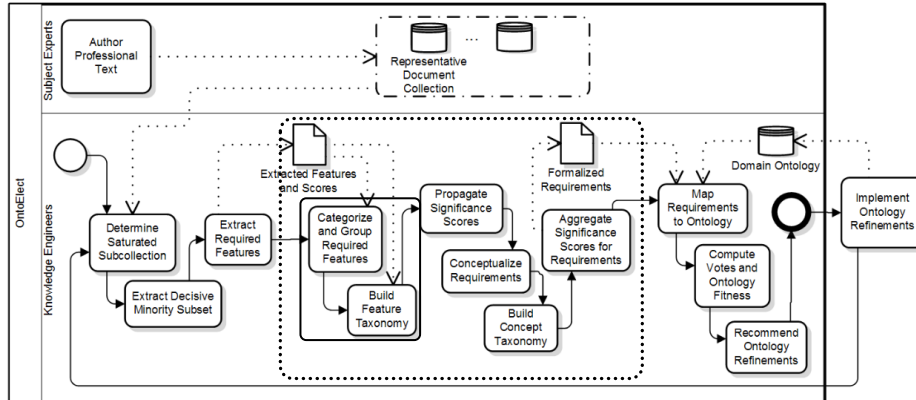 OntoElect
Subject Experts
Author
Professional
Text
...
Representative
Document
Collection
Knowledge Engineers
Extracted Features
and Scores
Formalized
Requirements
Domain Ontology
Determine
Saturated
Subcollection
Extract Decisive
Minority Subset
Extract
Required
Features
Categorize
and Group
Required
Features
Build
Feature
Taxonomy
Propagate
Significance
Scores
Conceptualize
Requirements
Build
Concept
Taxonomy
Aggregate
Significance
Scores for
Requirements
Map
Requirements
to Ontology
Compute
Votes and
Ontology
Fitness
Recommend
Ontology
Refinements
Implement
Ontology
Refinements